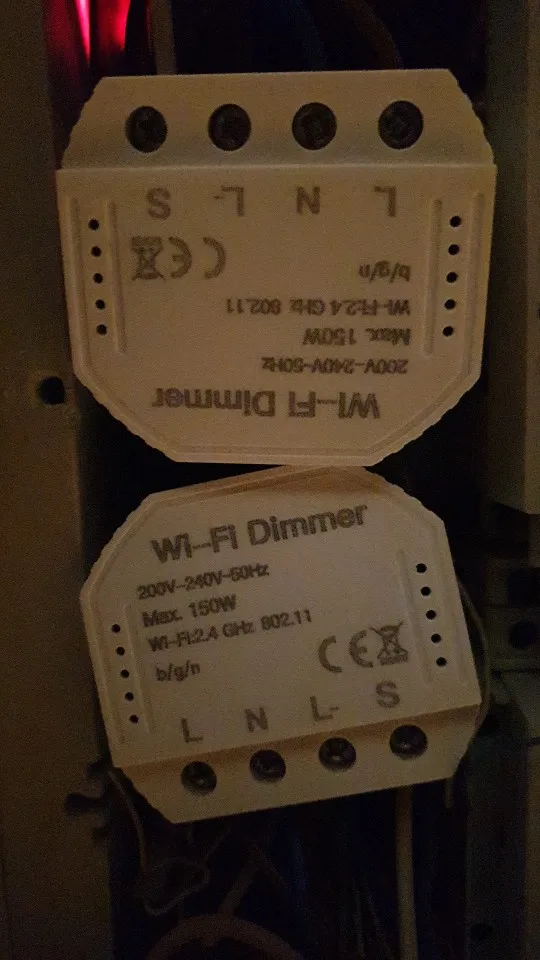 S L- N L
b/g/n
Wi-Fi:2.4 GHz 802.11
Max. 150W
200V-240V~50Hz
Wi-Fi Dimmer
Wi-Fi Dimmer
200V-240V~50Hz
Max. 150W
Wi-Fi:2.4 GHz 802.11
b/g/n
CE
L N L- S